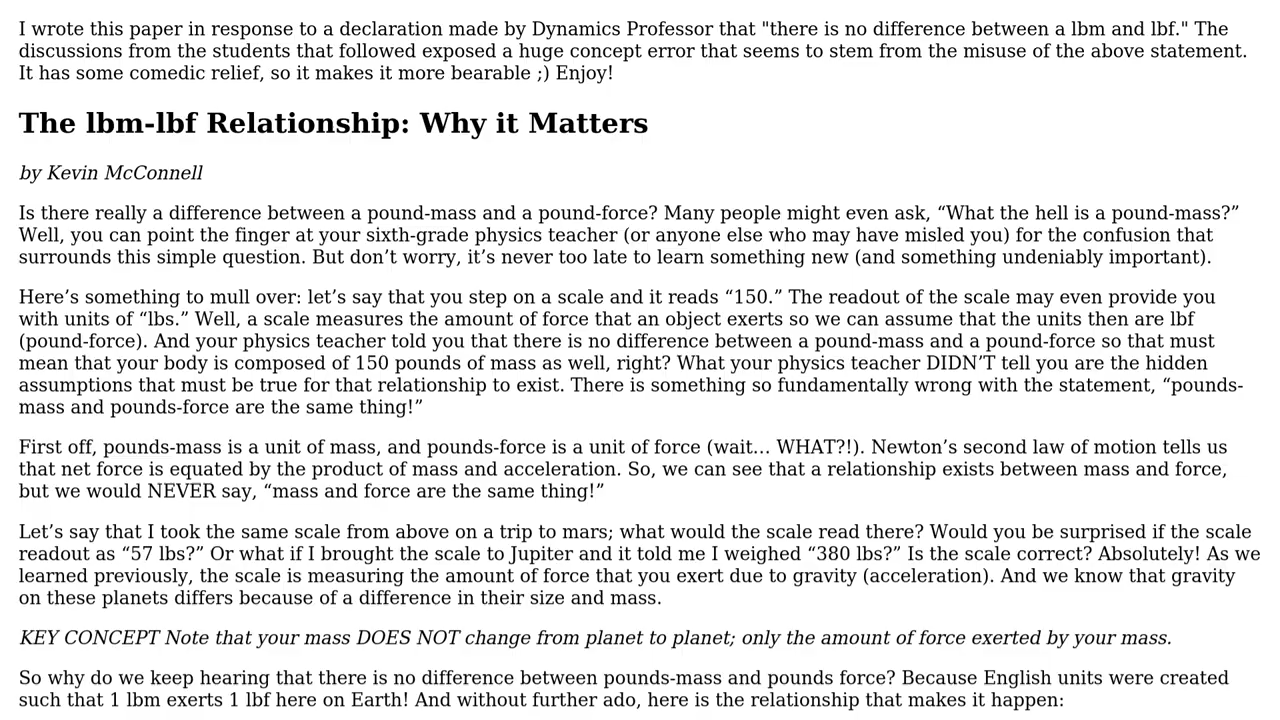 I wrote this paper in response to a declaration made by Dynamics Professor that "there is no difference between a lbm and lbf." The
discussions from the students that followed exposed a huge concept error that seems to stem from the misuse of the above statement.
It has some comedic relief, so it makes it more bearable ;) Enjoy!
The lbm-lbf Relationship: Why it Matters
by Kevin McConnell
Is there really a difference between a pound-mass and a pound-force? Many people might even ask, “What the hell is a pound-mass?”
Well, you can point the finger at your sixth-grade physics teacher (or anyone else who may have misled you) for the confusion that
surrounds this simple question. But don’t worry, it’s never too late to learn something new (and something undeniably important).
Here’s something to mull over: let’s say that you step on a scale and it reads “150.” The readout of the scale may even provide you
with units of “lbs.” Well, a scale measures the amount of force that an object exerts so we can assume that the units then are lbf
(pound-force). And your physics teacher told you that there is no difference between a pound-mass and a pound-force so that must
mean that your body is composed of 150 pounds of mass as well, right? What your physics teacher DIDN’T tell you are the hidden
assumptions that must be true for that relationship to exist. There is something so fundamentally wrong with the statement, “pounds-
mass and pounds-force are the same thing!”
First off, pounds-mass is a unit of mass, and pounds-force is a unit of force (wait… WHAT?!). Newton’s second law of motion tells us
that net force is equated by the product of mass and acceleration. So, we can see that a relationship exists between mass and force,
but we would NEVER say, “mass and force are the same thing!”
Let’s say that I took the same scale from above on a trip to mars; what would the scale read there? Would you be surprised if the scale
readout as “57 lbs?” Or what if I brought the scale to Jupiter and it told me I weighed “380 lbs?” Is the scale correct? Absolutely! As we
learned previously, the scale is measuring the amount of force that you exert due to gravity (acceleration). And we know that gravity
on these planets differs because of a difference in their size and mass.
KEY CONCEPT Note that your mass DOES NOT change from planet to planet; only the amount of force exerted by your mass.
So why do we keep hearing that there is no difference between pounds-mass and pounds force? Because English units were created
such that 1 lbm exerts 1 lbf here on Earth! And without further ado, here is the relationship that makes it happen: